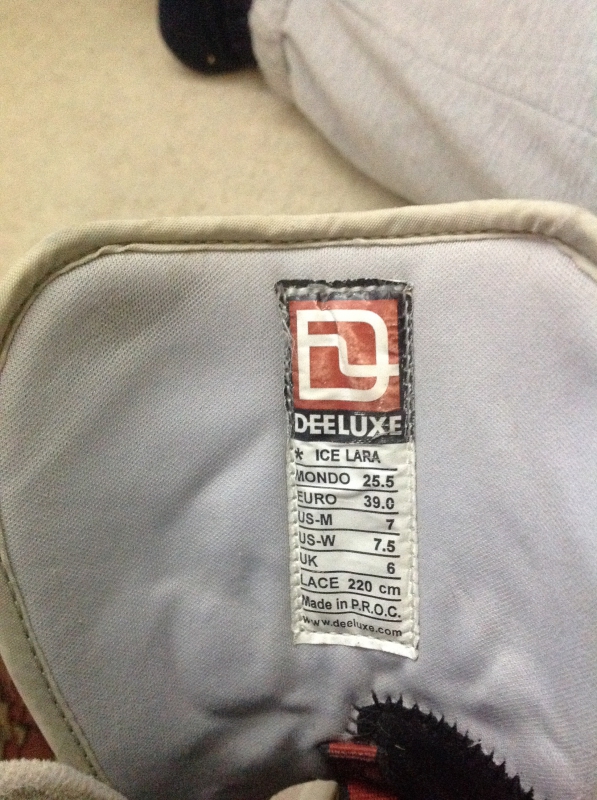 DEELUXE
* ICE LARA
MONDO 25.5
EURO 39.0
US-M 7
US-W 7.5
UK 6
LACE 220 cm
Made in P.R.O.C.
www.deeluxe.com